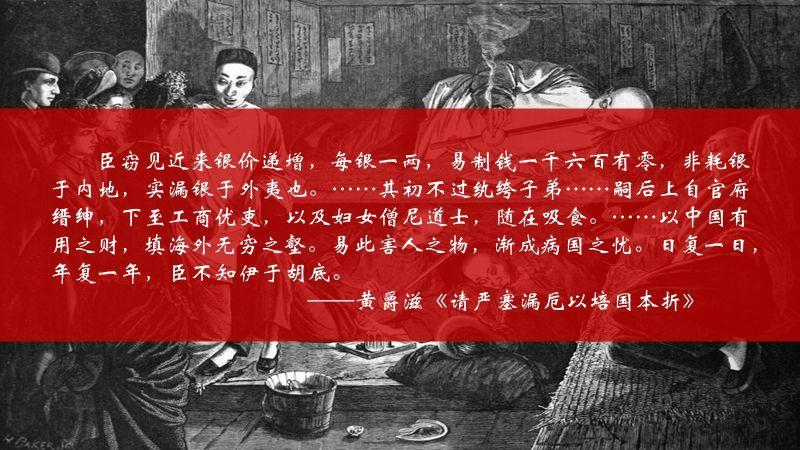 臣窃见近来银价递增，每银一两，易制钱一千六百有零，非耗银
于内地，实漏银于外夷也。……其初不过纨绔子弟……嗣后上自官府
缙绅，下至工商优吏，以及妇女僧尼道士，随在吸食。……以中国有
用之财，填海外无穷之壑。易此害人之物，渐成病国之忧。日复一日，
年复一年，臣不知伊于胡底。
——黄爵滋《请严塞漏卮以培国本折》